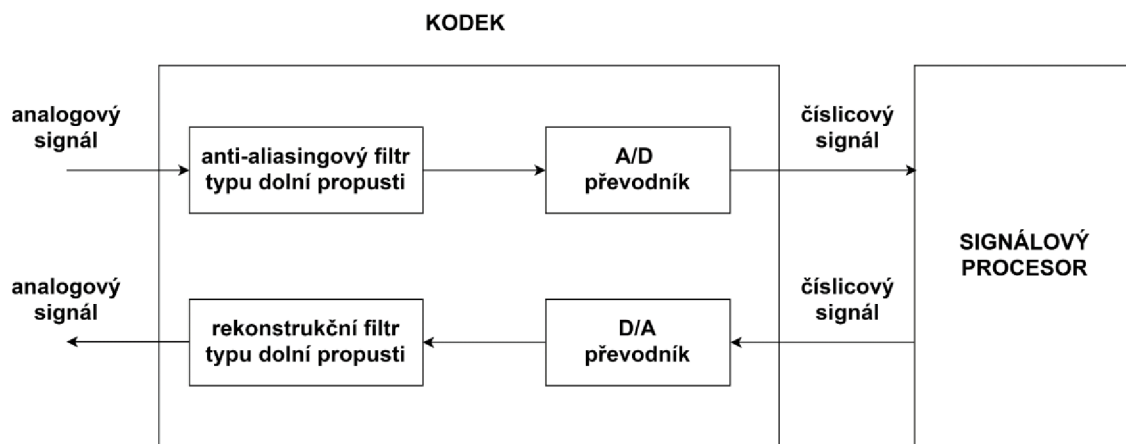 KODEK
analogový
signál
anti-aliasingový filtr
typu dolní propusti
A/D
převodník
číslicový
signál
SIGNÁLOVÝ
PROCESOR
analogový
signál
rekonstrukční filtr
typu dolní propusti
D/A
převodník
číslicový
signál